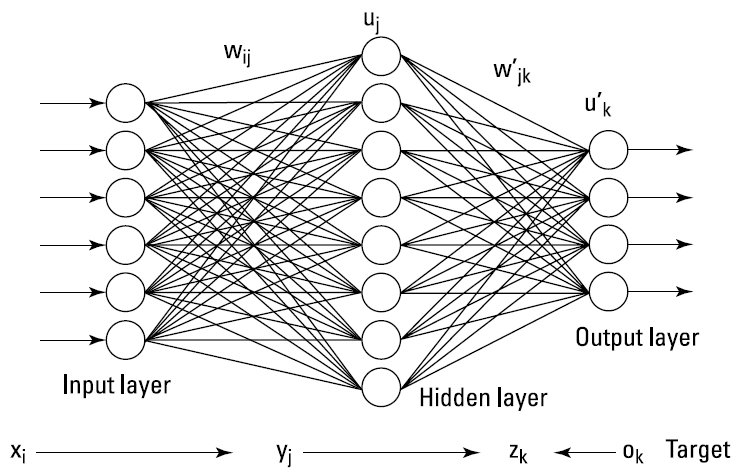 u_j
w_ij
w'_jk
u'_k
Output layer
Input layer
Hidden layer
x_i y_j z_k o_k Target